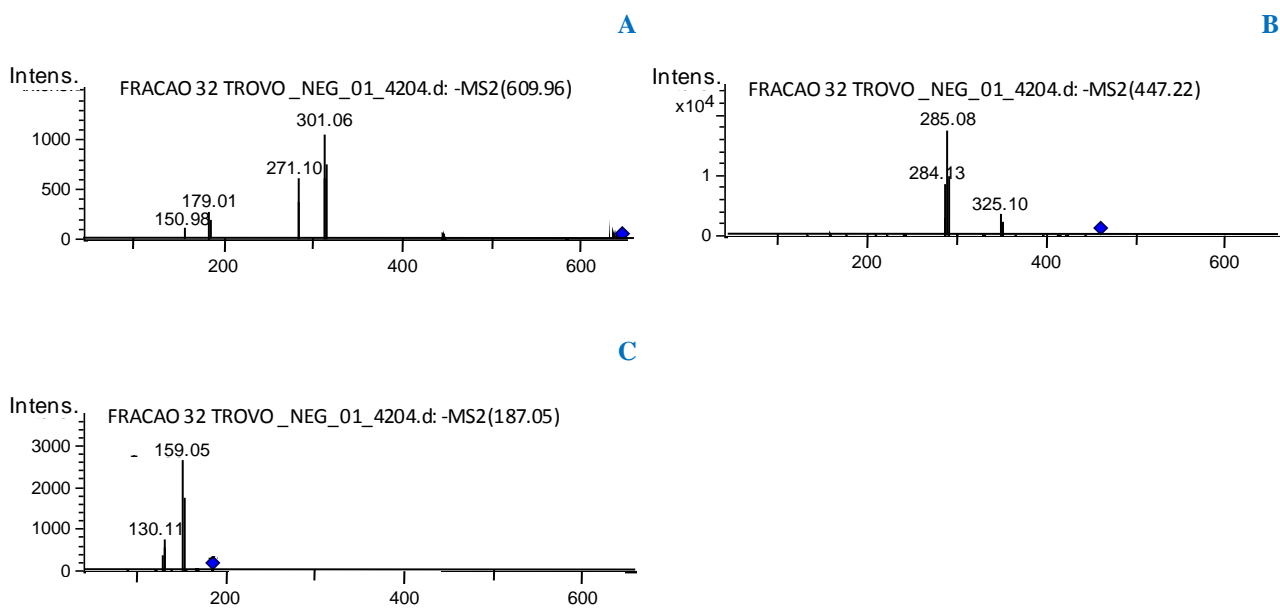 A
Intens.
FRACAO 32 TROVO _NEG_01_4204.d: -MS2(609.96)
301.06
1000
271.10
500
179.01
150.98
0
200
400
600
B
Intens.
x10⁴
FRACAO 32 TROVO _NEG_01_4204.d: -MS2(447.22)
285.08
284.13
1
325.10
0
200
400
600
C
Intens.
FRACAO 32 TROVO _NEG_01_4204.d: -MS2(187.05)
3000
159.05
2000
1000
130.11
0
200
400
600